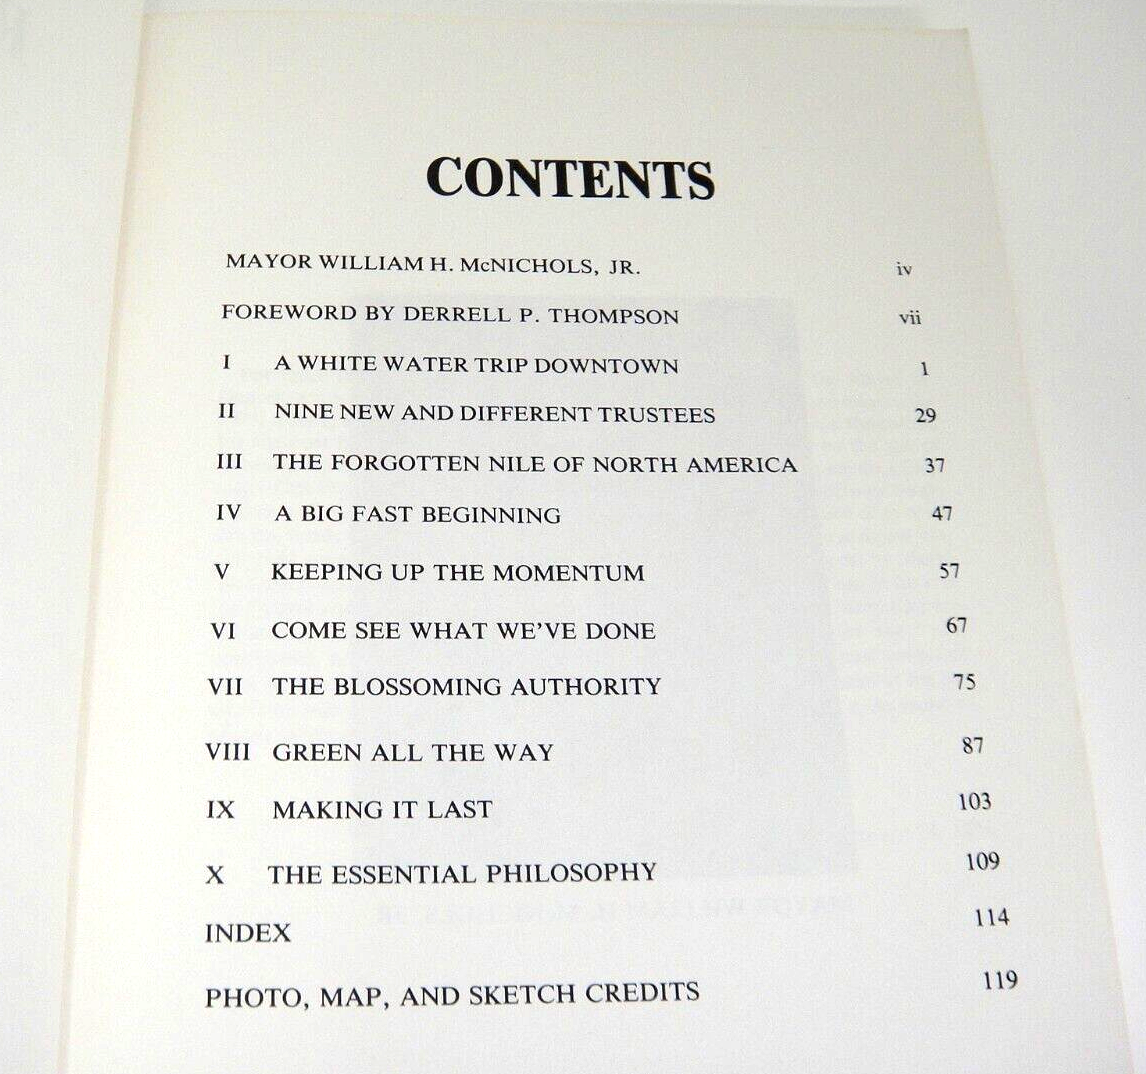 CONTENTS
MAYOR WILLIAM H. McNICHOLS, JR. iv
FOREWORD BY DERRELL P. THOMPSON vii
I A WHITE WATER TRIP DOWNTOWN 1
II NINE NEW AND DIFFERENT TRUSTEES 29
III THE FORGOTTEN NILE OF NORTH AMERICA 37
IV A BIG FAST BEGINNING 47
V KEEPING UP THE MOMENTUM 57
VI COME SEE WHAT WE'VE DONE 67
VII THE BLOSSOMING AUTHORITY 75
VIII GREEN ALL THE WAY 87
IX MAKING IT LAST 103
X THE ESSENTIAL PHILOSOPHY 109
INDEX 114
PHOTO, MAP, AND SKETCH CREDITS 119